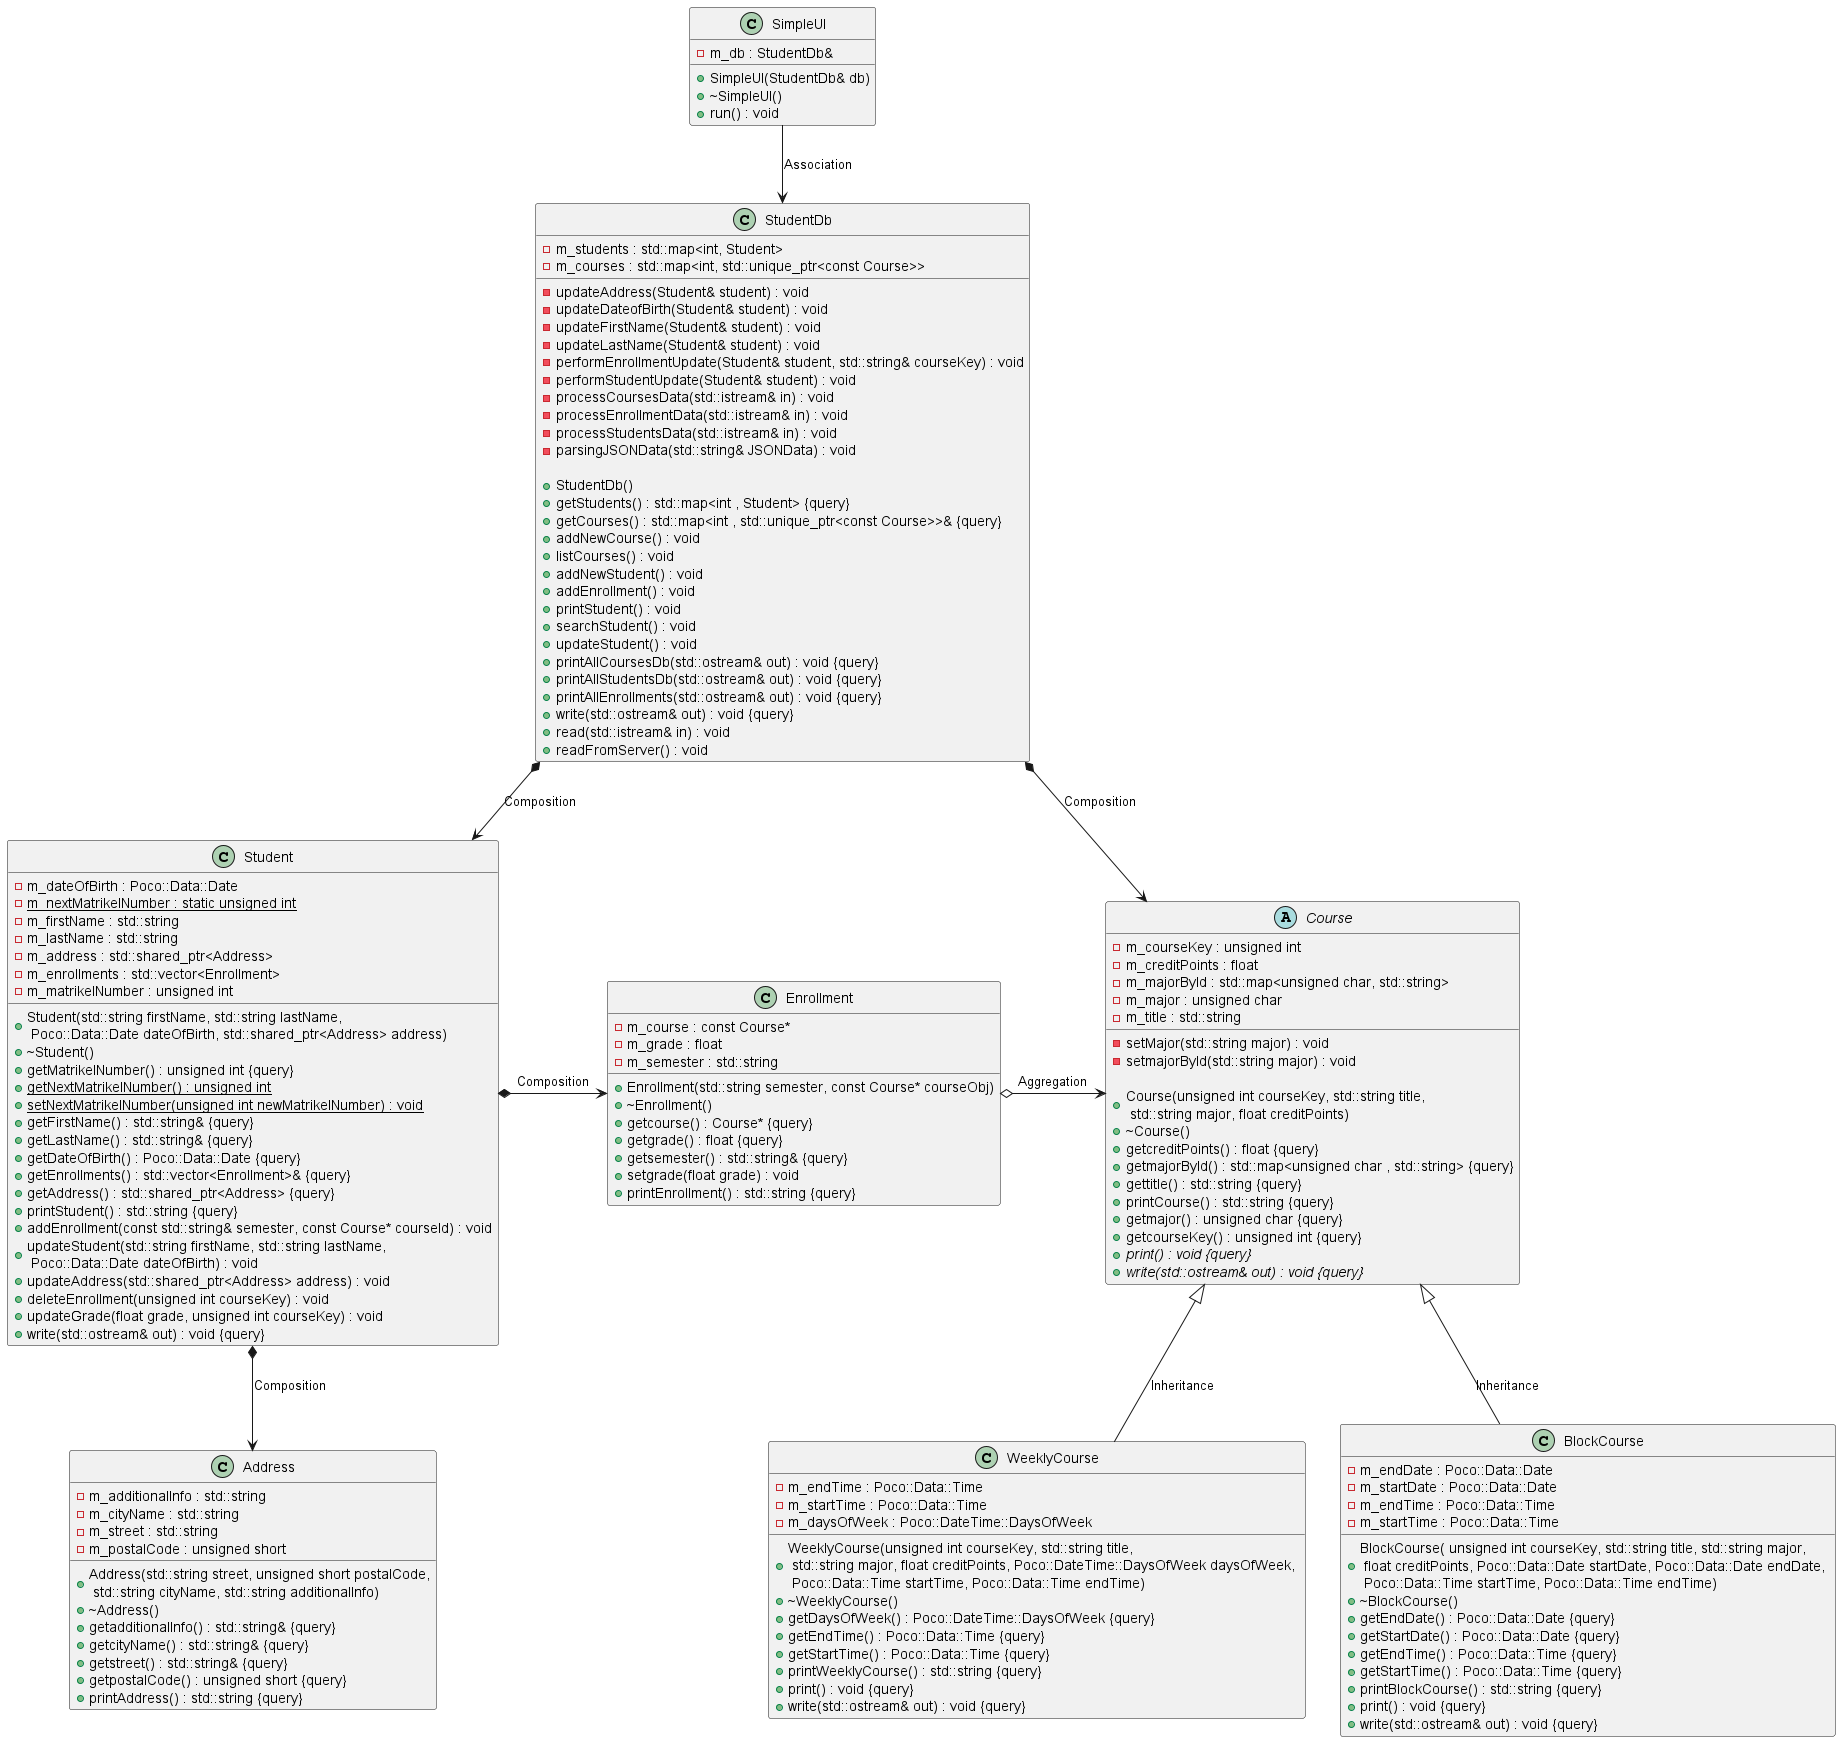 C SimpleUI
m_db : StudentDb&
SimpleUI(StudentDb& db)
~SimpleUI()
run() : void
Association
C StudentDb
m_students : std::map<int, Student>
m_courses : std::map<int, std::unique_ptr<const Course>>
updateAddress(Student& student) : void
updateDateofBirth(Student& student) : void
updateFirstName(Student& student) : void
updateLastName(Student& student) : void
performEnrollmentUpdate(Student& student, std::string& courseKey) : void
performStudentUpdate(Student& student) : void
processCoursesData(std::istream& in) : void
processEnrollmentData(std::istream& in) : void
processStudentsData(std::istream& in) : void
parsingJSONData(std::string& JSONData) : void
StudentDb()
getStudents() : std::map<int , Student> {query}
getCourses() : std::map<int , std::unique_ptr<const Course>>& {query}
addNewCourse() : void
listCourses() : void
addNewStudent() : void
addEnrollment() : void
printStudent() : void
searchStudent() : void
updateStudent() : void
printAllCoursesDb(std::ostream& out) : void {query}
printAllStudentsDb(std::ostream& out) : void {query}
printAllEnrollments(std::ostream& out) : void {query}
write(std::ostream& out) : void {query}
read(std::istream& in) : void
readFromServer() : void
Composition
Composition
C Student
m_dateOfBirth : Poco::Data::Date
m_nextMatrikelNumber : static unsigned int
m_firstName : std::string
m_lastName : std::string
m_address : std::shared_ptr<Address>
m_enrollments : std::vector<Enrollment>
m_matrikelNumber : unsigned int
Student(std::string firstName, std::string lastName,
Poco::Data::Date dateOfBirth, std::shared_ptr<Address> address)
~Student()
getMatrikelNumber() : unsigned int {query}
getNextMatrikelNumber() : unsigned int
setNextMatrikelNumber(unsigned int newMatrikelNumber) : void
getFirstName() : std::string& {query}
getLastName() : std::string& {query}
getDateOfBirth() : Poco::Data::Date {query}
getEnrollments() : std::vector<Enrollment>& {query}
getAddress() : std::shared_ptr<Address> {query}
printStudent() : std::string {query}
addEnrollment(const std::string& semester, const Course* courseId) : void
updateStudent(std::string firstName, std::string lastName,
Poco::Data::Date dateOfBirth) : void
updateAddress(std::shared_ptr<Address> address) : void
deleteEnrollment(unsigned int courseKey) : void
updateGrade(float grade, unsigned int courseKey) : void
write(std::ostream& out) : void {query}
Composition
C Enrollment
m_course : const Course*
m_grade : float
m_semester : std::string
Enrollment(std::string semester, const Course* courseObj)
~Enrollment()
getcourse() : Course* {query}
getgrade() : float {query}
getsemester() : std::string& {query}
setgrade(float grade) : void
printEnrollment() : std::string {query}
Aggregation
A Course
m_courseKey : unsigned int
m_creditPoints : float
m_majorById : std::map<unsigned char, std::string>
m_major : unsigned char
m_title : std::string
setMajor(std::string major) : void
setmajorById(std::string major) : void
Course(unsigned int courseKey, std::string title,
std::string major, float creditPoints)
~Course()
getcreditPoints() : float {query}
getmajorById() : std::map<unsigned char , std::string> {query}
gettitle() : std::string {query}
printCourse() : std::string {query}
getmajor() : unsigned char {query}
getcourseKey() : unsigned int {query}
print() : void {query}
write(std::ostream& out) : void {query}
Composition
Inheritance
Inheritance
C Address
m_additionalInfo : std::string
m_cityName : std::string
m_street : std::string
m_postalCode : unsigned short
Address(std::string street, unsigned short postalCode,
std::string cityName, std::string additionalInfo)
~Address()
getadditionalInfo() : std::string& {query}
getcityName() : std::string& {query}
getstreet() : std::string& {query}
getpostalCode() : unsigned short {query}
printAddress() : std::string {query}
C WeeklyCourse
m_endTime : Poco::Data::Time
m_startTime : Poco::Data::Time
m_daysOfWeek : Poco::DateTime::DaysOfWeek
WeeklyCourse(unsigned int courseKey, std::string title,
std::string major, float creditPoints, Poco::DateTime::DaysOfWeek daysOfWeek,
Poco::Data::Time startTime, Poco::Data::Time endTime)
~WeeklyCourse()
getDaysOfWeek() : Poco::DateTime::DaysOfWeek {query}
getEndTime() : Poco::Data::Time {query}
getStartTime() : Poco::Data::Time {query}
printWeeklyCourse() : std::string {query}
print() : void {query}
write(std::ostream& out) : void {query}
C BlockCourse
m_endDate : Poco::Data::Date
m_startDate : Poco::Data::Date
m_endTime : Poco::Data::Time
m_startTime : Poco::Data::Time
BlockCourse( unsigned int courseKey, std::string title, std::string major,
float creditPoints, Poco::Data::Date startDate, Poco::Data::Date endDate,
Poco::Data::Time startTime, Poco::Data::Time endTime)
~BlockCourse()
getEndDate() : Poco::Data::Date {query}
getStartDate() : Poco::Data::Date {query}
getEndTime() : Poco::Data::Time {query}
getStartTime() : Poco::Data::Time {query}
printBlockCourse() : std::string {query}
print() : void {query}
write(std::ostream& out) : void {query}